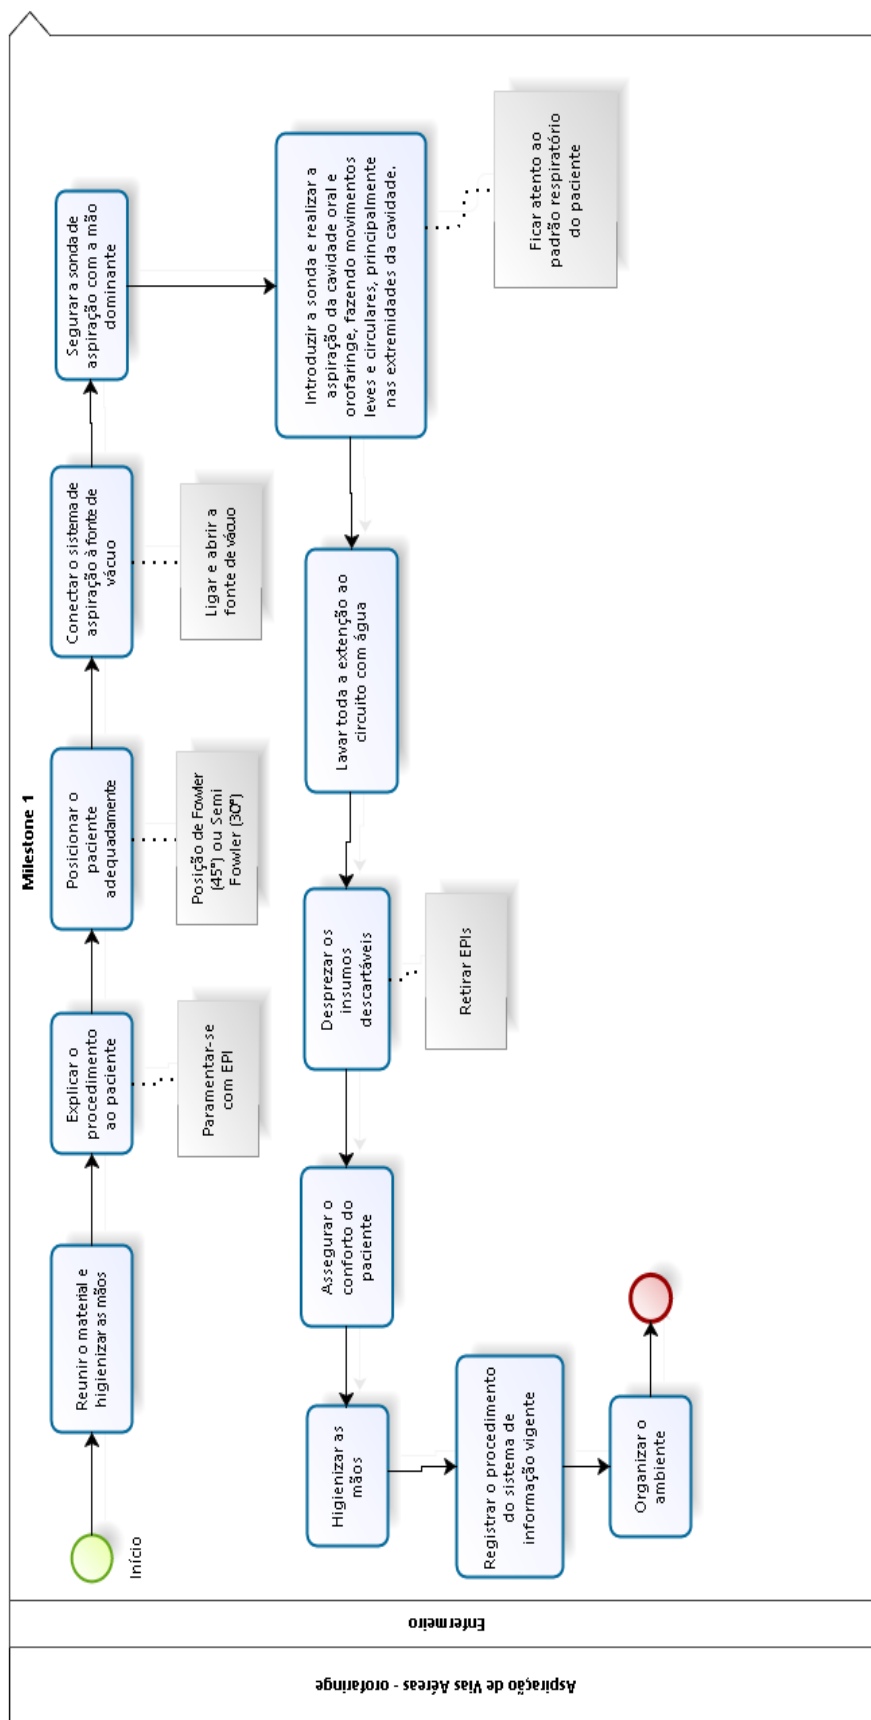 Aspiração de Vias Aéreas - orofaringe
Enfermeiro
Milestone 1
Início
Reunir o material e
higienizar as mãos
Explicar o
procedimento
ao paciente
Paramentar-se
com EPI
Posicionar o
paciente
adequadamente
Posição de Fowler
(45°) ou Semi
Fowler (30°)
Conectar o sistema de
aspiração à fonte de
vácuo
Ligar e abrir a
fonte de vácuo
Segurar a sonda de
aspiração com a mão
dominante
Introduzir a sonda e realizar a
aspiração da cavidade oral e
orofaringe, fazendo movimentos
leves e circulares, principalmente
nas extremidades da cavidade.
Ficar atento ao
padrão respiratório
do paciente
Lavar toda a extenção ao
circuito com água
Desprezar os
insumos
descartáveis
Retirar EPIs
Assegurar o
conforto do
paciente
Higienizar as
mãos
Registrar o procedimento
do sistema de
informação vigente
Organizar o
ambiente